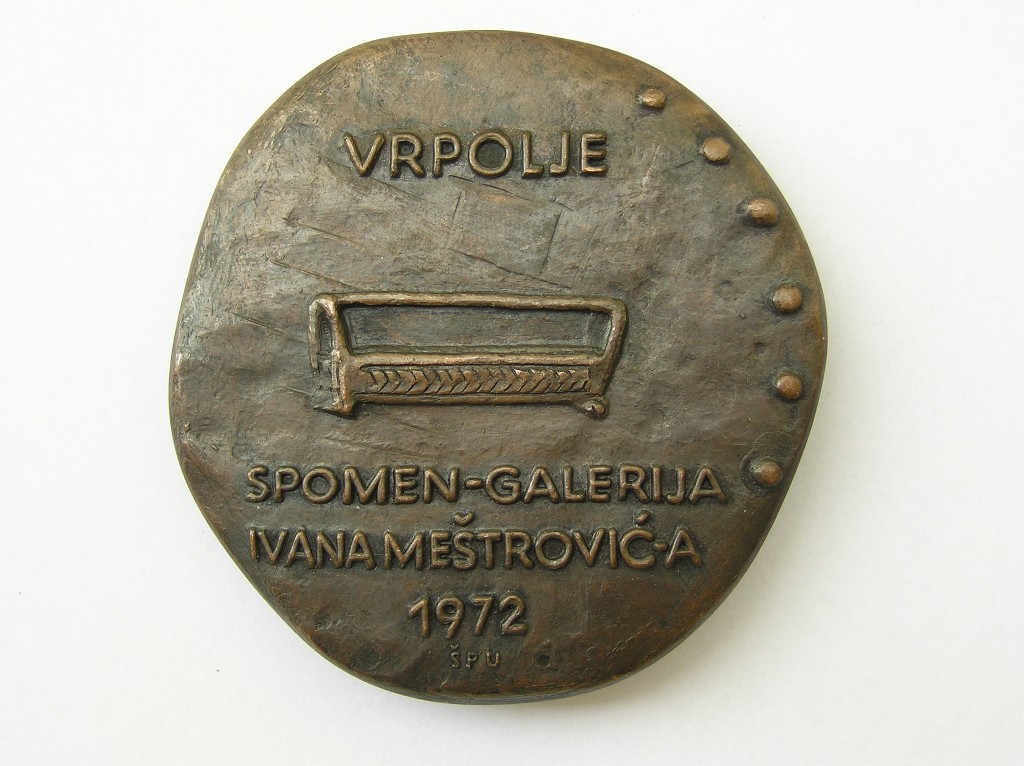 VRPOLJE
SPOMEN-GALERIJA
IVANA MEŠTROVIĆ-A
1972
ŠPU